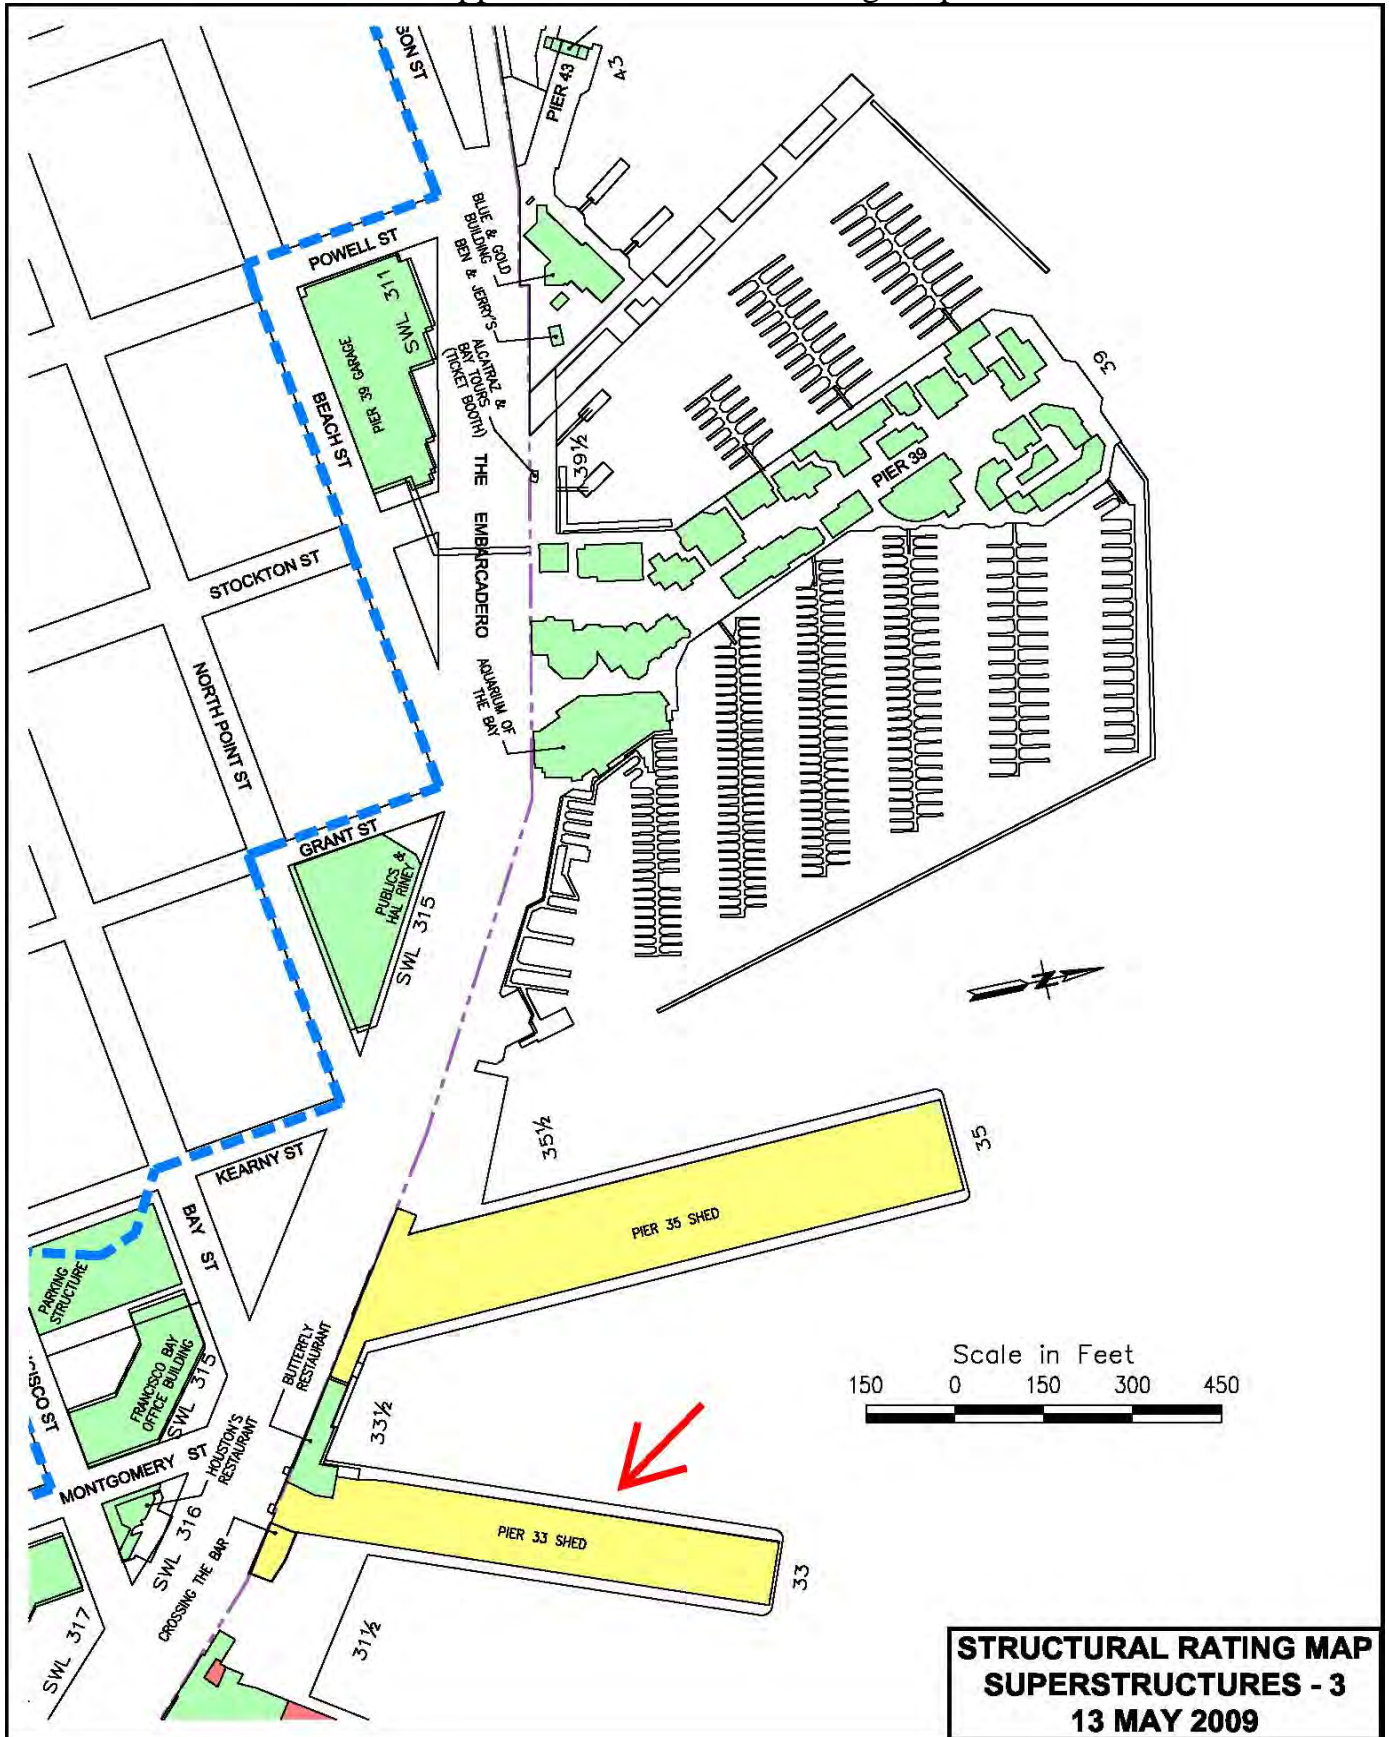 PIER 43
43
POWELL ST
BLUE & GOLD
BUILDING
BEN & JERRY'S
SWL 311
PIER 39 GARAGE
ALCATRAZ &
BAY TOURS
(TICKET BOOTH)
BEACH ST
THE EMBARCADERO
39½
39
PIER 39
STOCKTON ST
NORTH POINT ST
AQUARIUM OF
THE BAY
GRANT ST
PUBLICS &
HAL RINEY
SWL 315
N
35½
35
KEARNY ST
PIER 35 SHED
BAY ST
PARKING
STRUCTURE
FRANCISCO BAY
OFFICE BUILDING
SWL 315
BUTTERFLY
RESTAURANT
Scale in Feet
150 0 150 300 450
33½
MONTGOMERY ST
HOUSTON'S
RESTAURANT
SWL 316
CROSSING THE BAR
PIER 33 SHED
33
SWL 317
31½
STRUCTURAL RATING MAP
SUPERSTRUCTURES - 3
13 MAY 2009